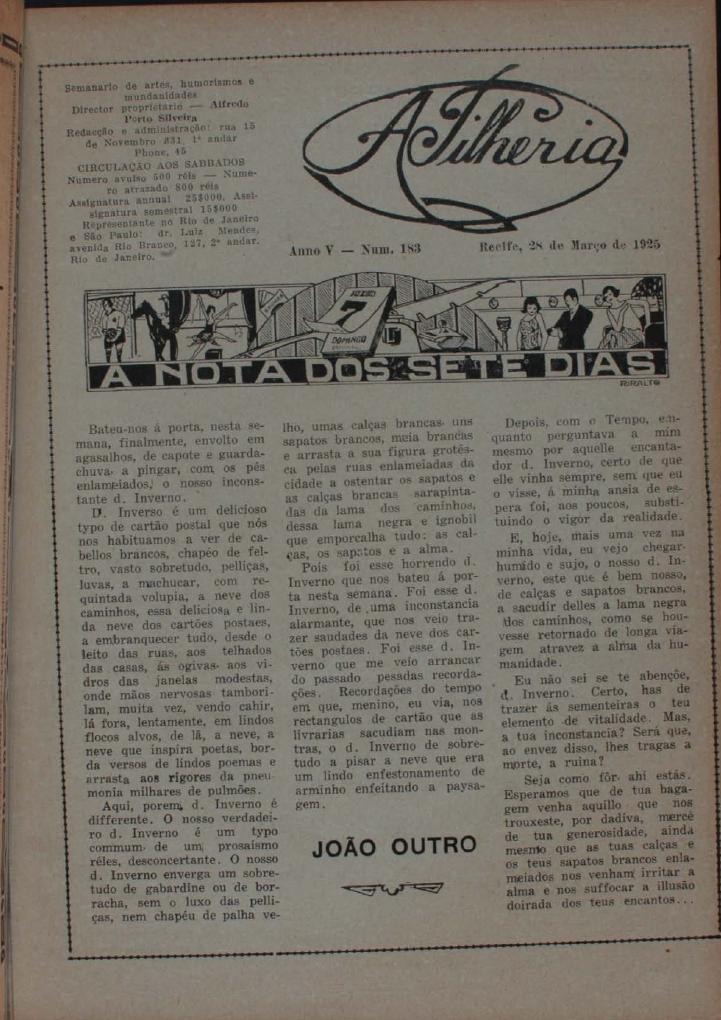 Semanario de artes, humorismos e
mundanidades
Director proprietario — Alfredo
Porto Silveira
Redacção e administração: rua 15
de Novembro 331, 1º andar
Phone, 45
CIRCULAÇÃO AOS SABBADOS
Numero avulso 500 réis — Nume-
ro atrazado 800 réis
Assignatura annual 25$000. Assi-
signatura semestral 15$000
Representante no Rio de Janeiro
e São Paulo: dr. Luiz Mendes,
avenida Rio Branco, 127, 2º andar.
Rio de Janeiro.
A Pilheria
Anno V — Num. 183
Recife, 28 de Março de 1925
7
DOMINGO
A NOTA DOS SETE DIAS
Bateu-nos á porta, nesta se-
mana, finalmente, envolto em
agasalhos, de capote e guarda-
chuva a pingar, com os pés
enlameiados, o nosso incons-
tante d. Inverno.
D. Inverso é um delicioso
typo de cartão postal que nós
nos habituamos a ver de ca-
bellos brancos, chapéo de fel-
tro, vasto sobretudo, pelliças,
luvas, a machucar, com re-
quintada volupia, a neve dos
caminhos, essa deliciosa e lin-
da neve dos cartões postaes,
a embranquecer tudo, desde o
leito das ruas, aos telhados
das casas, ás ogivas aos vi-
dros das janelas modestas,
onde mãos nervosas tambori-
lam, muita vez, vendo cahir,
lá fora, lentamente, em lindos
flocos alvos, de lã, a neve, a
neve que inspira poetas, bor-
da versos de lindos poemas e
arrasta aos rigores da pneu-
monia milhares de pulmões.
Aqui, porem, d. Inverno é
differente. O nosso verdadei-
ro d. Inverno é um typo
commum de um prosaismo
réles, desconcertante. O nosso
d. Inverno enverga um sobre-
tudo de gabardine ou de bor-
racha, sem o luxo das pelli-
ças, nem chapéu de palha ve-
lho, umas calças brancas uns
sapatos brancos, meia brancas
e arrasta a sua figura grotés-
ca pelas ruas enlameiadas da
cidade a ostentar os sapatos e
as calças brancas sarapinta-
das da lama dos caminhos,
dessa lama negra e ignobil
que emporcalha tudo: as cal-
ças, os sapatos e a alma.
Pois foi esse horrendo d.
Inverno que nos bateu á por-
ta nesta semana. Foi esse d.
Inverno, de uma inconstancia
alarmante, que nos veio tra-
zer saudades da neve dos car-
tões postaes. Foi esse d. In-
verno que me veio arrancar
do passado pesadas recorda-
ções. Recordações do tempo
em que, menino, eu via, nos
rectangulos de cartão que as
livrarias sacudiam nas mon-
tras, o d. Inverno de sobre-
tudo a pisar a neve que era
um lindo enfestonamento de
arminho enfeitando a paysa-
gem.
JOÃO OUTRO
Depois, com o Tempo, em-
quanto perguntava a mim
mesmo por aquelle encanta-
dor d. Inverno, certo de que
elle vinha sempre, sem que eu
o visse, á minha ansia de es-
pera foi, aos poucos, substi-
tuindo o vigor da realidade.
E, hoje, mais uma vez na
minha vida, eu vejo chegar
humido e sujo, o nosso d. In-
verno, este que é bem nosso,
de calças e sapatos brancos,
a sacudir delles a lama negra
dos caminhos, como se hou-
vesse retornado de longa via-
gem atravez a alma da hu-
manidade.
Eu não sei se te abençõe,
d. Inverno. Certo, has de
trazer ás sementeiras o teu
elemento de vitalidade. Mas,
a tua inconstancia? Será que,
ao envez disso, lhes tragas a
morte, a ruina?
Seja como fôr ahi estás.
Esperamos que de tua baga-
gem venha aquillo que nos
trouxeste, por dadiva, mercê
de tua generosidade, ainda
mesmo que as tuas calças e
os teus sapatos brancos enla-
meiados nos venham irritar a
alma e nos suffocar a illusão
doirada dos teus encantos...